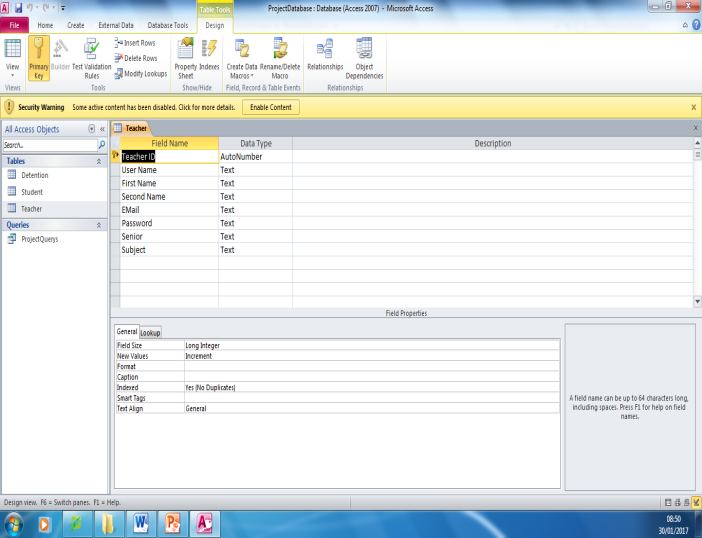 Table Tools
ProjectDatabase : Database (Access 2007) - Microsoft Access
File Home Create External Data Database Tools Design
View
Primary Key
Builder
Test Validation Rules
Insert Rows
Delete Rows
Modify Lookups
Property Sheet
Indexes
Create Data Macros
Rename/Delete Macro
Relationships
Object Dependencies
Views Tools Show/Hide Field, Record & Table Events Relationships
Security Warning Some active content has been disabled. Click for more details. Enable Content
All Access Objects
Search...
Tables
Detention
Student
Teacher
Queries
ProjectQuerys
Teacher
Field Name Data Type Description
Teacher ID AutoNumber
User Name Text
First Name Text
Second Name Text
EMail Text
Password Text
Senior Text
Subject Text
Field Properties
General Lookup
Field Size Long Integer
New Values Increment
Format
Caption
Indexed Yes (No Duplicates)
Smart Tags
Text Align General
A field name can be up to 64 characters long,
including spaces. Press F1 for help on field
names.
Design view. F6 = Switch panes. F1 = Help.
08:50
30/01/2017